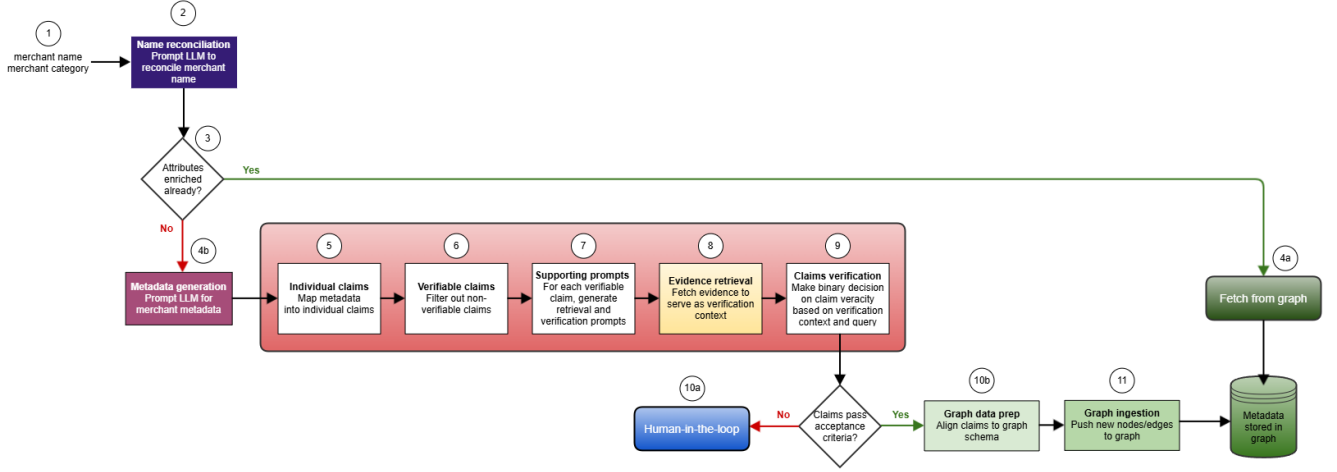 1
merchant name
merchant category
2
Name reconciliation
Prompt LLM to
reconcile merchant
name
3
Attributes
enriched
already?
Yes
No
4b
Metadata generation
Prompt LLM for
merchant metadata
5
Individual claims
Map metadata
into individual claims
6
Verifiable claims
Filter out non-
verifiable claims
7
Supporting prompts
For each verifiable
claim, generate
retrieval and
verification prompts
8
Evidence retrieval
Fetch evidence to
serve as verification
context
9
Claims verification
Make binary decision
on claim veracity
based on verification
context and query
4a
Fetch from graph
10a
Human-in-the-loop
No
Claims pass
acceptance
criteria?
Yes
10b
Graph data prep
Align claims to graph
schema
11
Graph ingestion
Push new nodes/edges
to graph
Metadata
stored in
graph